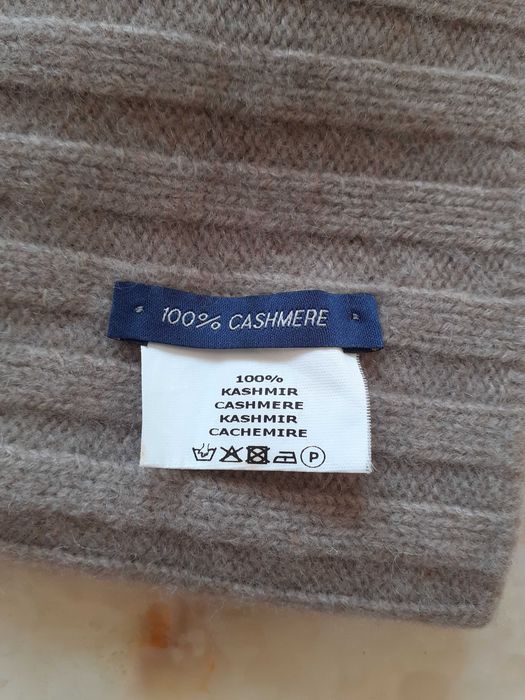 100% CASHMERE
100%
KASHMIR
CASHMERE
KASHMIR
CACHEMIRE
P